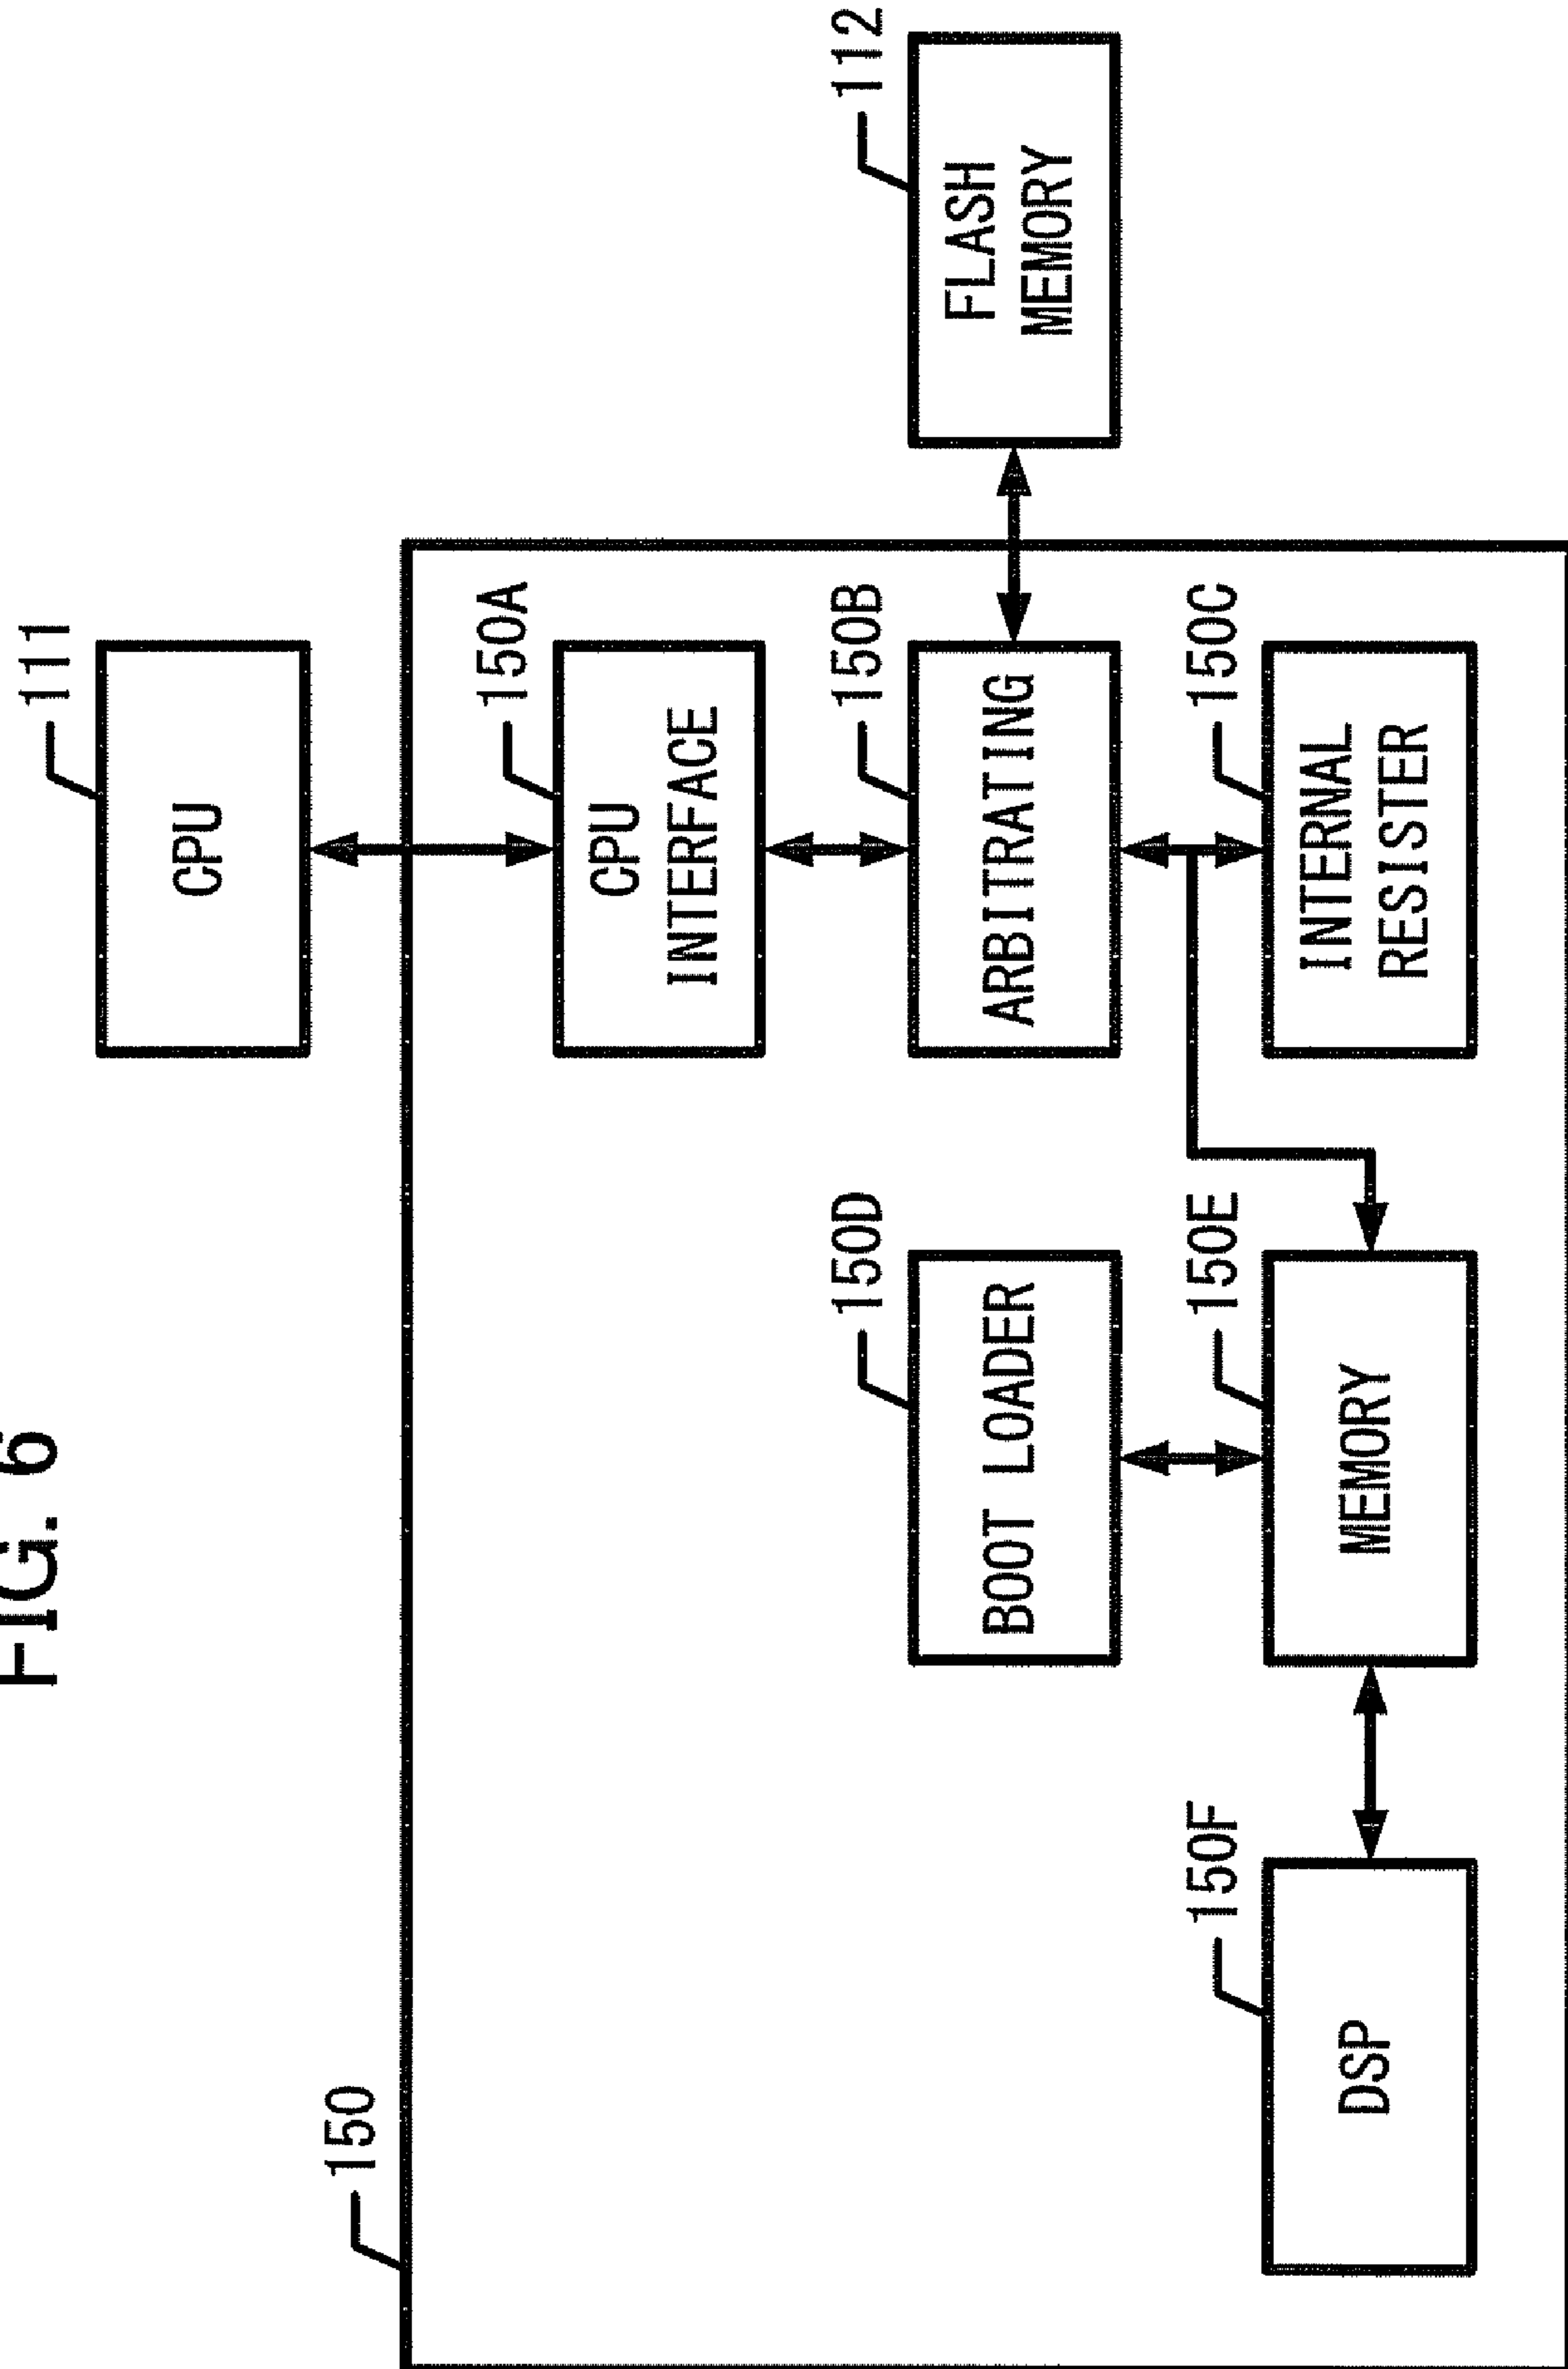 FIG. 6
111
CPU
150
150A
CPU
INTERFACE
150D
BOOT LOADER
150B
ARBITRATING
112
FLASH
MEMORY
150F
DSP
150E
MEMORY
150C
INTERNAL
RESISTER